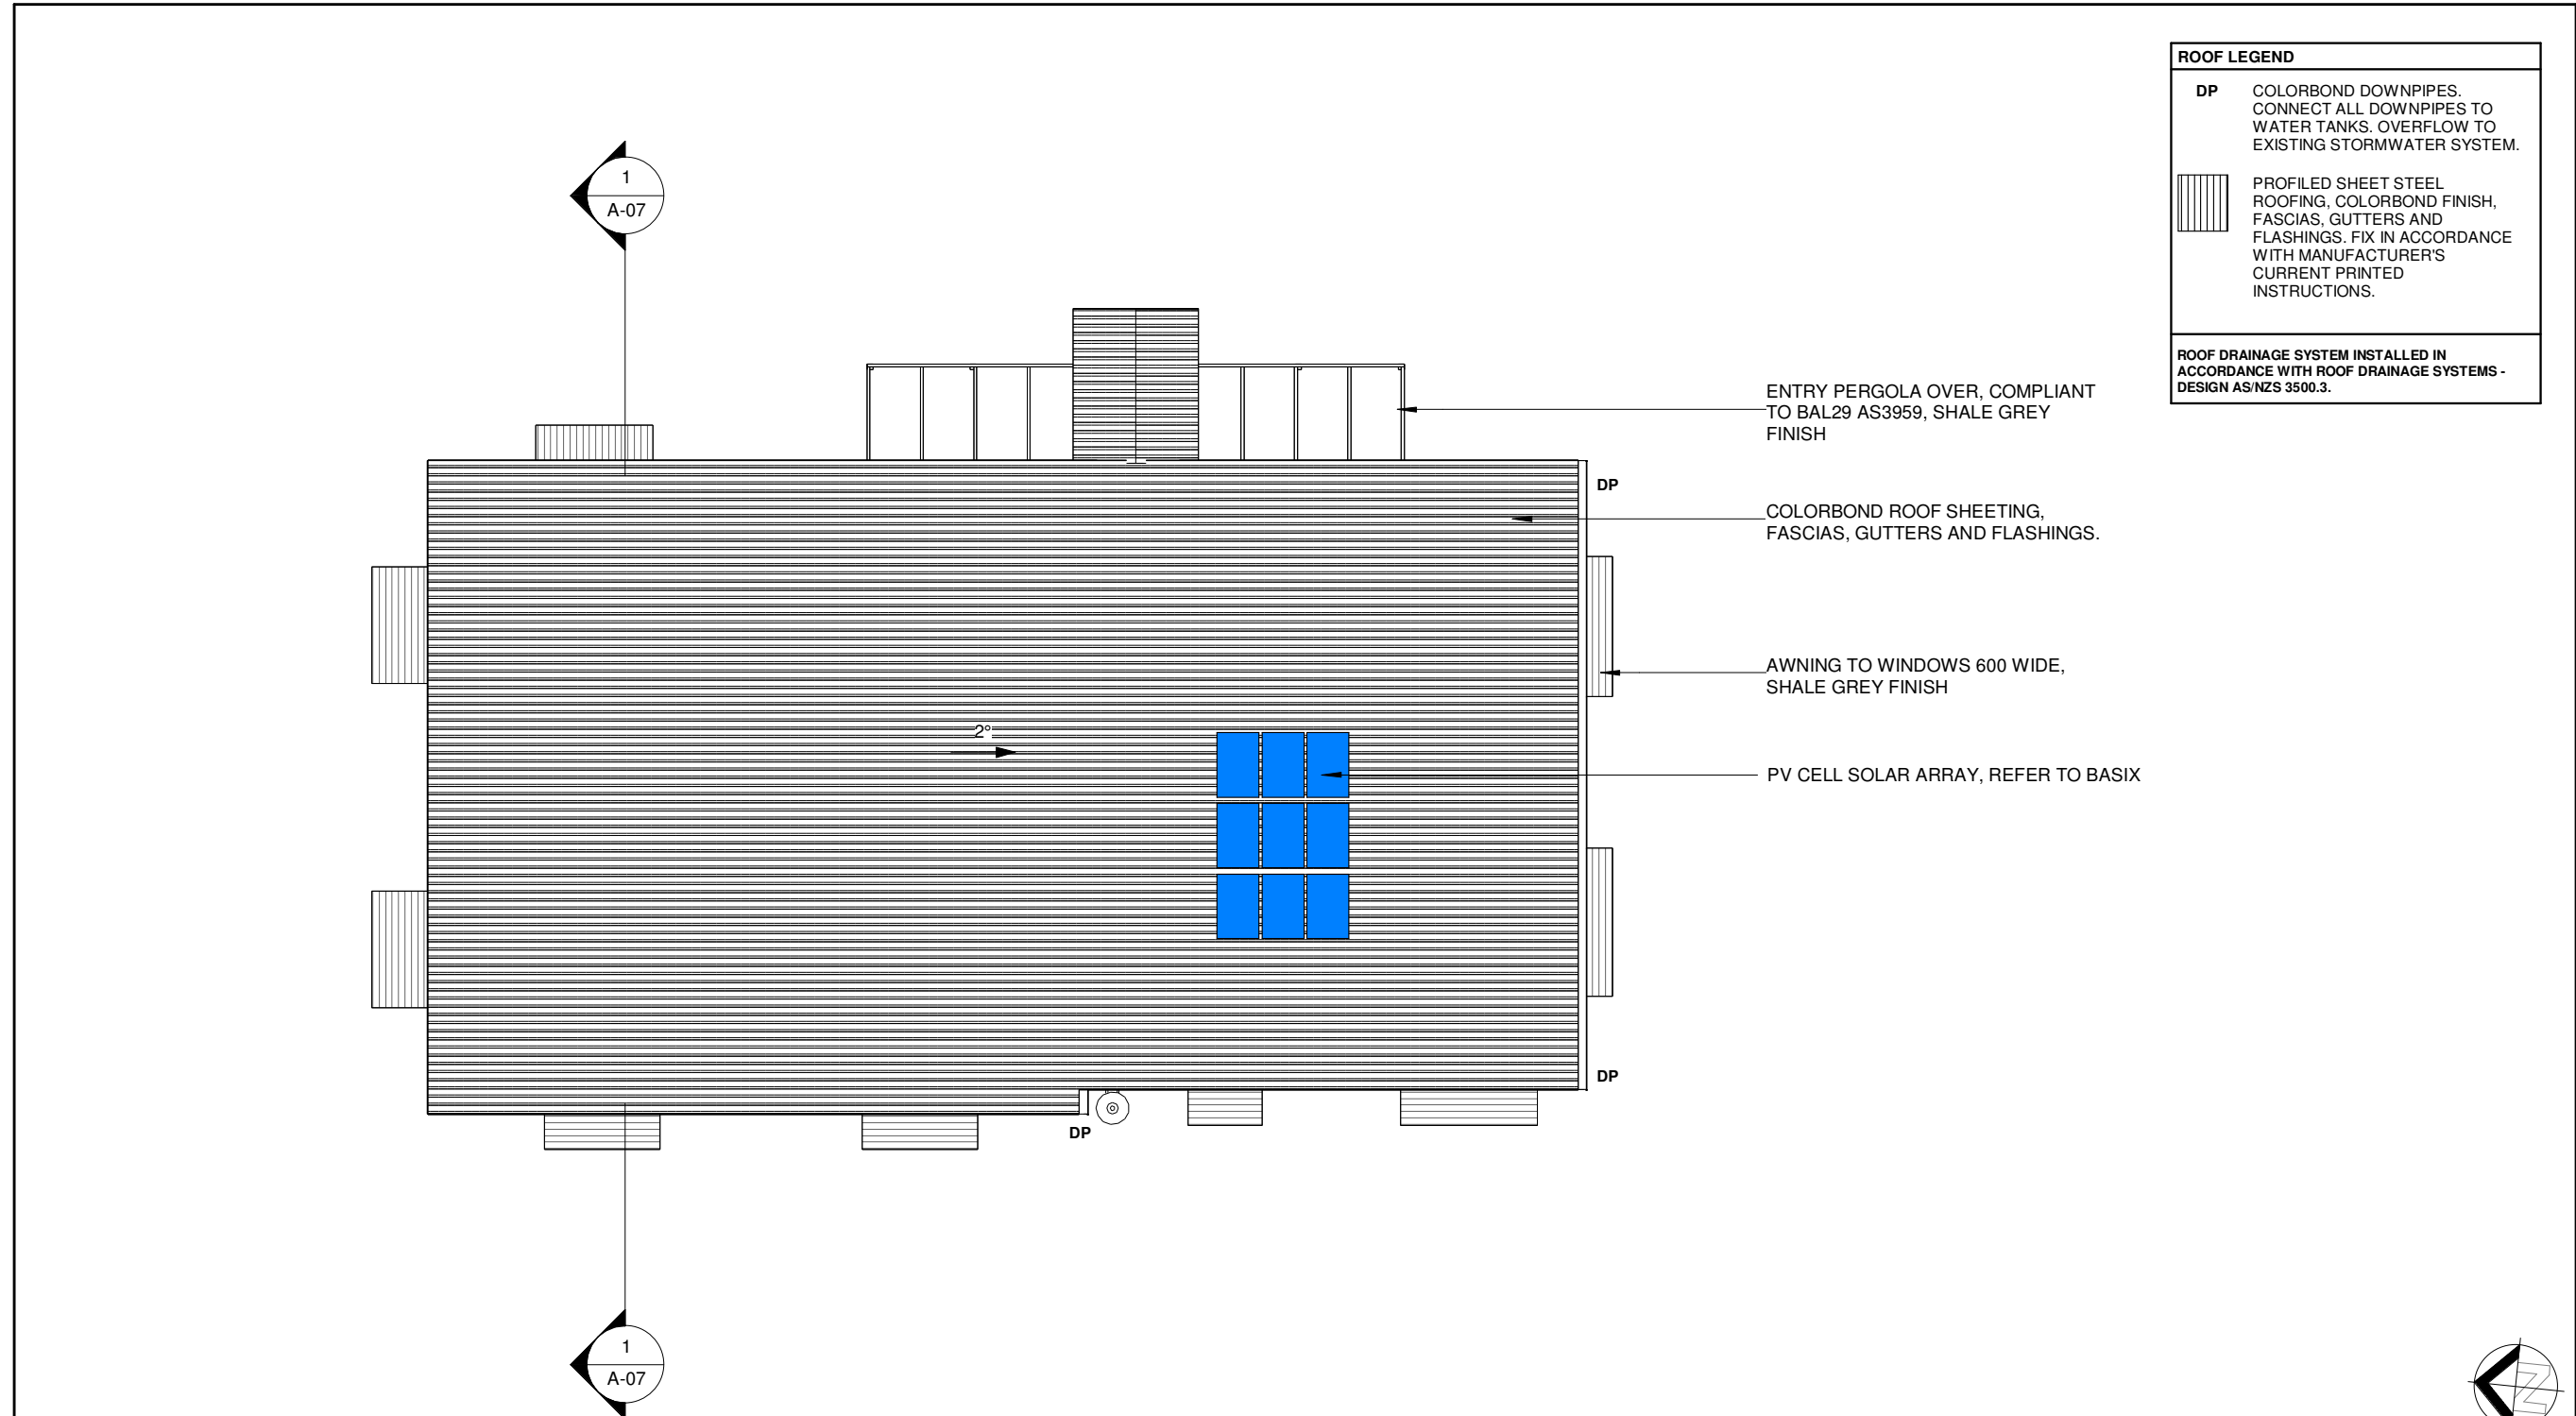 ROOF LEGEND
DP
COLORBOND DOWNPIPES.
CONNECT ALL DOWNPIPES TO
WATER TANKS. OVERFLOW TO
EXISTING STORMWATER SYSTEM.
PROFILED SHEET STEEL
ROOFING, COLORBOND FINISH,
FASCIAS, GUTTERS AND
FLASHINGS. FIX IN ACCORDANCE
WITH MANUFACTURER'S
CURRENT PRINTED
INSTRUCTIONS.
ROOF DRAINAGE SYSTEM INSTALLED IN
ACCORDANCE WITH ROOF DRAINAGE SYSTEMS -
DESIGN AS/NZS 3500.3.
1
A-07
ENTRY PERGOLA OVER, COMPLIANT
TO BAL29 AS3959, SHALE GREY
FINISH
DP
COLORBOND ROOF SHEETING,
FASCIAS, GUTTERS AND FLASHINGS.
AWNING TO WINDOWS 600 WIDE,
SHALE GREY FINISH
2°
PV CELL SOLAR ARRAY, REFER TO BASIX
DP
DP
1
A-07
N